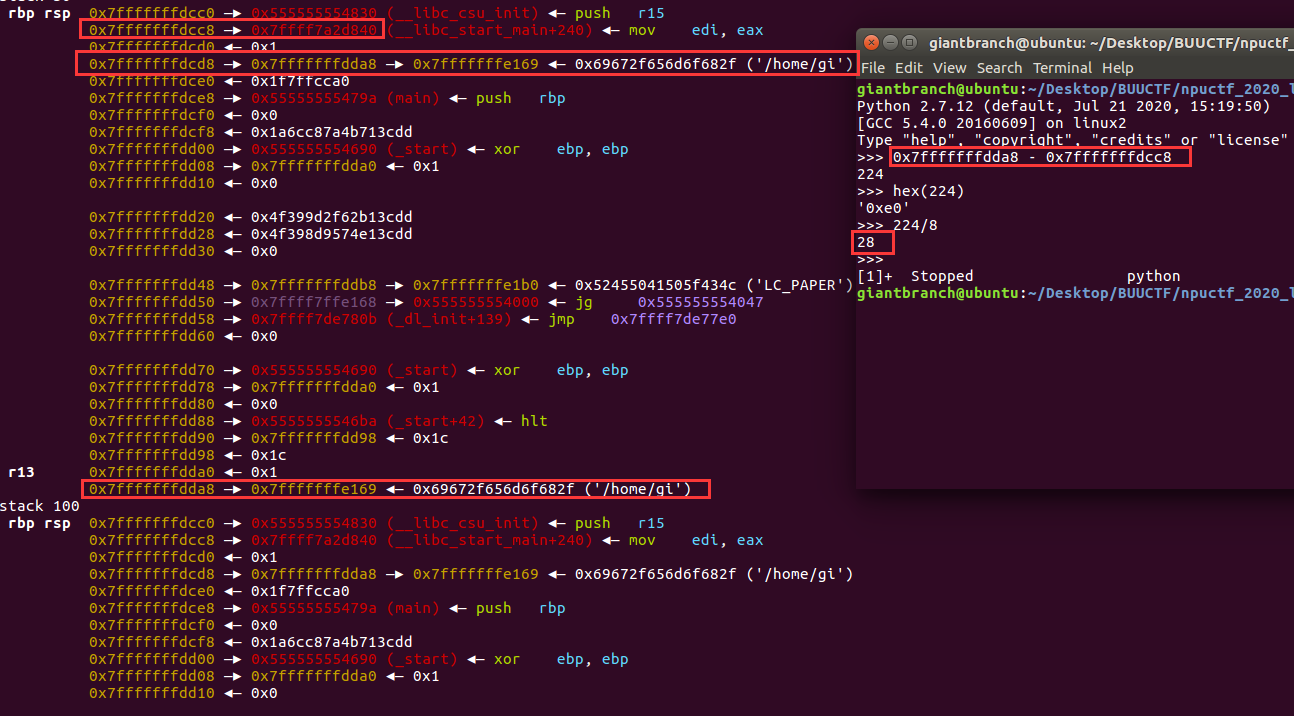 rbp rsp 0x7fffffffdcc0 —▸ 0x555555554830 (__libc_csu_init) ◂— push r15
0x7fffffffdcc8 —▸ 0x7ffff7a2d840 (__libc_start_main+240) ◂— mov edi, eax
0x7fffffffdcd0 ◂— 0x1
0x7fffffffdcd8 —▸ 0x7fffffffdda8 —▸ 0x7fffffffe169 ◂— 0x69672f656d6f682f ('/home/gi')
0x7fffffffdce0 ◂— 0x1f7ffcca0
0x7fffffffdce8 —▸ 0x55555555479a (main) ◂— push rbp
0x7fffffffdcf0 ◂— 0x0
0x7fffffffdcf8 ◂— 0x1a6cc87a4b713cdd
0x7fffffffdd00 —▸ 0x555555554690 (_start) ◂— xor ebp, ebp
0x7fffffffdd08 —▸ 0x7fffffffdda0 ◂— 0x1
0x7fffffffdd10 ◂— 0x0
0x7fffffffdd20 ◂— 0x4f399d2f62b13cdd
0x7fffffffdd28 ◂— 0x4f398d9574e13cdd
0x7fffffffdd30 ◂— 0x0
0x7fffffffdd48 —▸ 0x7fffffffddb8 —▸ 0x7fffffffe1b0 ◂— 0x52455041505f434c ('LC_PAPER')
0x7fffffffdd50 —▸ 0x7ffff7ffe168 —▸ 0x555555554000 ◂— jg 0x555555554047
0x7fffffffdd58 —▸ 0x7ffff7de780b (_dl_init+139) ◂— jmp 0x7ffff7de77e0
0x7fffffffdd60 ◂— 0x0
0x7fffffffdd70 —▸ 0x555555554690 (_start) ◂— xor ebp, ebp
0x7fffffffdd78 —▸ 0x7fffffffdda0 ◂— 0x1
0x7fffffffdd80 ◂— 0x0
0x7fffffffdd88 —▸ 0x5555555546ba (_start+42) ◂— hlt
0x7fffffffdd90 —▸ 0x7fffffffdd98 ◂— 0x1c
0x7fffffffdd98 ◂— 0x1c
r13 0x7fffffffdda0 ◂— 0x1
0x7fffffffdda8 —▸ 0x7fffffffe169 ◂— 0x69672f656d6f682f ('/home/gi')
stack 100
rbp rsp 0x7fffffffdcc0 —▸ 0x555555554830 (__libc_csu_init) ◂— push r15
0x7fffffffdcc8 —▸ 0x7ffff7a2d840 (__libc_start_main+240) ◂— mov edi, eax
0x7fffffffdcd0 ◂— 0x1
0x7fffffffdcd8 —▸ 0x7fffffffdda8 —▸ 0x7fffffffe169 ◂— 0x69672f656d6f682f ('/home/gi')
0x7fffffffdce0 ◂— 0x1f7ffcca0
0x7fffffffdce8 —▸ 0x55555555479a (main) ◂— push rbp
0x7fffffffdcf0 ◂— 0x0
0x7fffffffdcf8 ◂— 0x1a6cc87a4b713cdd
0x7fffffffdd00 —▸ 0x555555554690 (_start) ◂— xor ebp, ebp
0x7fffffffdd08 —▸ 0x7fffffffdda0 ◂— 0x1
0x7fffffffdd10 ◂— 0x0
giantbranch@ubuntu: ~/Desktop/BUUCTF/npuctf_
File Edit View Search Terminal Help
giantbranch@ubuntu:~/Desktop/BUUCTF/npuctf_2020_l
Python 2.7.12 (default, Jul 21 2020, 15:19:50)
[GCC 5.4.0 20160609] on linux2
Type "help", "copyright", "credits" or "license"
>>> 0x7fffffffdda8 - 0x7fffffffdcc8
224
>>> hex(224)
'0xe0'
>>> 224/8
28
>>>
[1]+ Stopped python
giantbranch@ubuntu:~/Desktop/BUUCTF/npuctf_2020_l